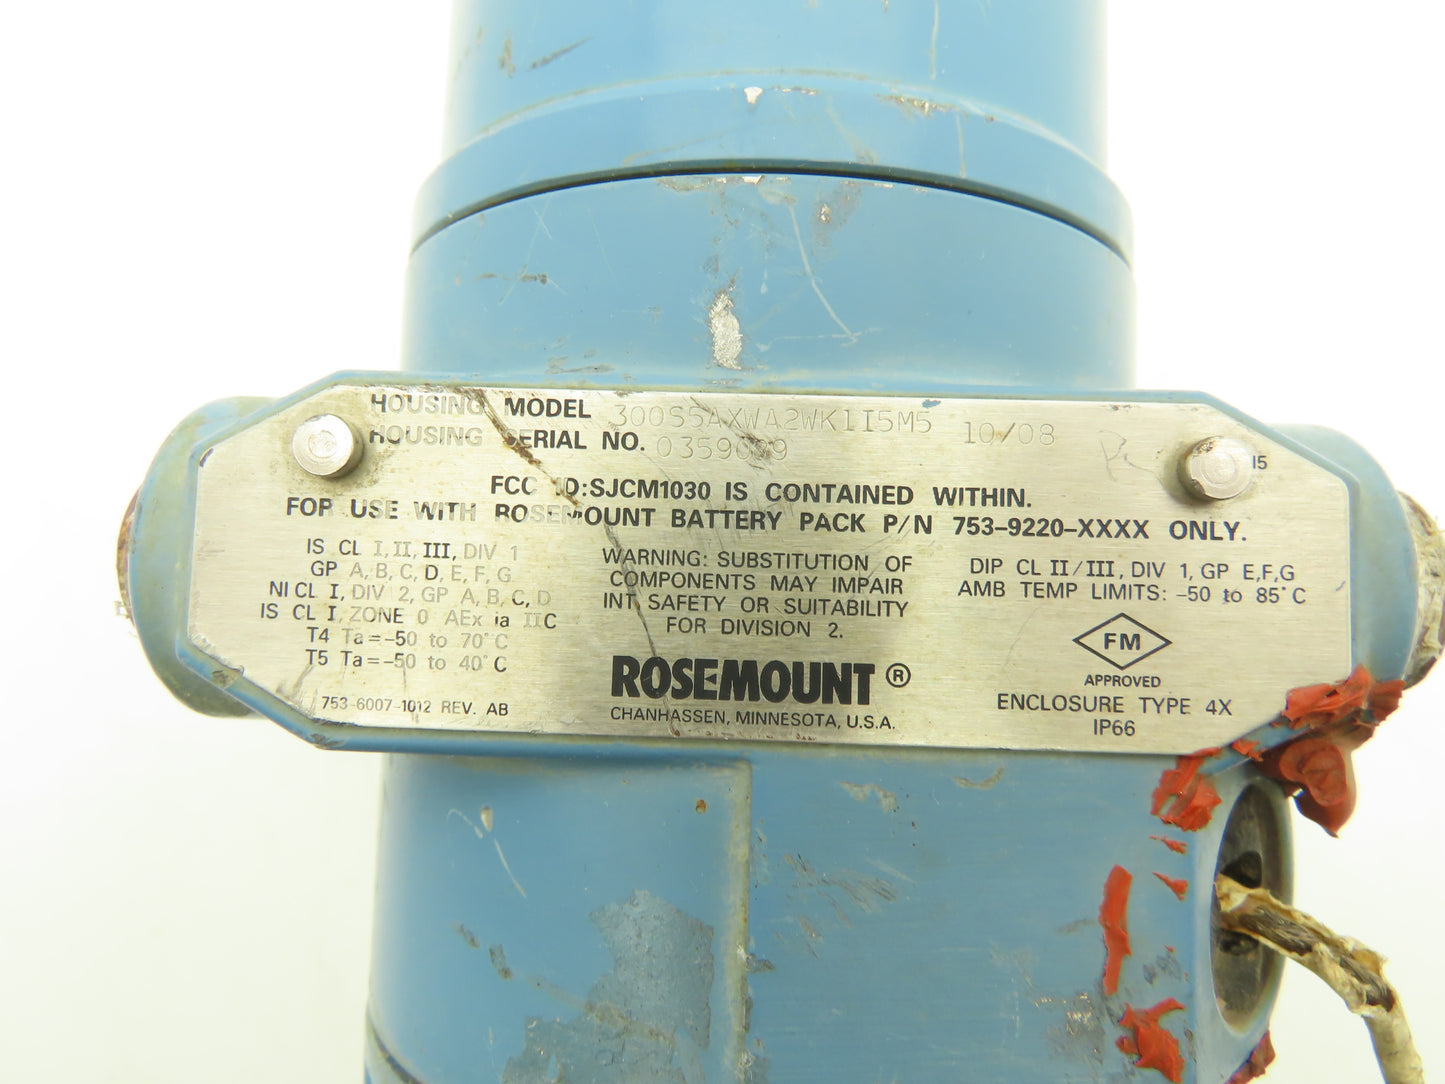 HOUSING MODEL 300S5AXWA2WK1I5M5 10/08
HOUSING SERIAL NO.
I5
FCC ID:SJCM1030 IS CONTAINED WITHIN.
FOR USE WITH ROSEMOUNT BATTERY PACK P/N 753-9220-XXXX ONLY.
IS CL I, II, III, DIV 1
GP A, B, C, D, E, F, G
NI CL I, DIV 2, GP A, B, C, D
IS CL I, ZONE 0 AEx ia IIC
T4 Ta=-50 to 70°C
T5 Ta=-50 to 40°C
753-6007-1012 REV. AB
WARNING: SUBSTITUTION OF
COMPONENTS MAY IMPAIR
INT SAFETY OR SUITABILITY
FOR DIVISION 2.
ROSEMOUNT®
CHANHASSEN, MINNESOTA, U.S.A.
DIP CL II/III, DIV 1, GP E,F,G
AMB TEMP LIMITS: -50 to 85°C
FM
APPROVED
ENCLOSURE TYPE 4X
IP66